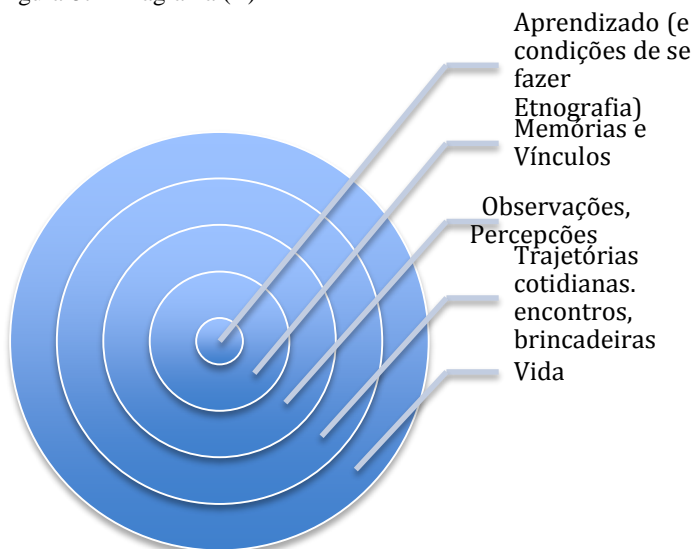 Aprendizado (e
condições de se
fazer
Etnografia)
Memórias e
Vínculos
Observações,
Percepções
Trajetórias
cotidianas.
encontros,
brincadeiras
Vida